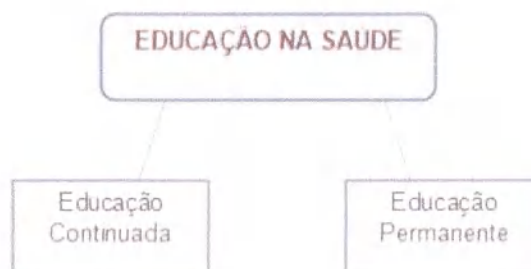 EDUCAÇÃO NA SAUDE
Educação
Continuada
Educação
Permanente